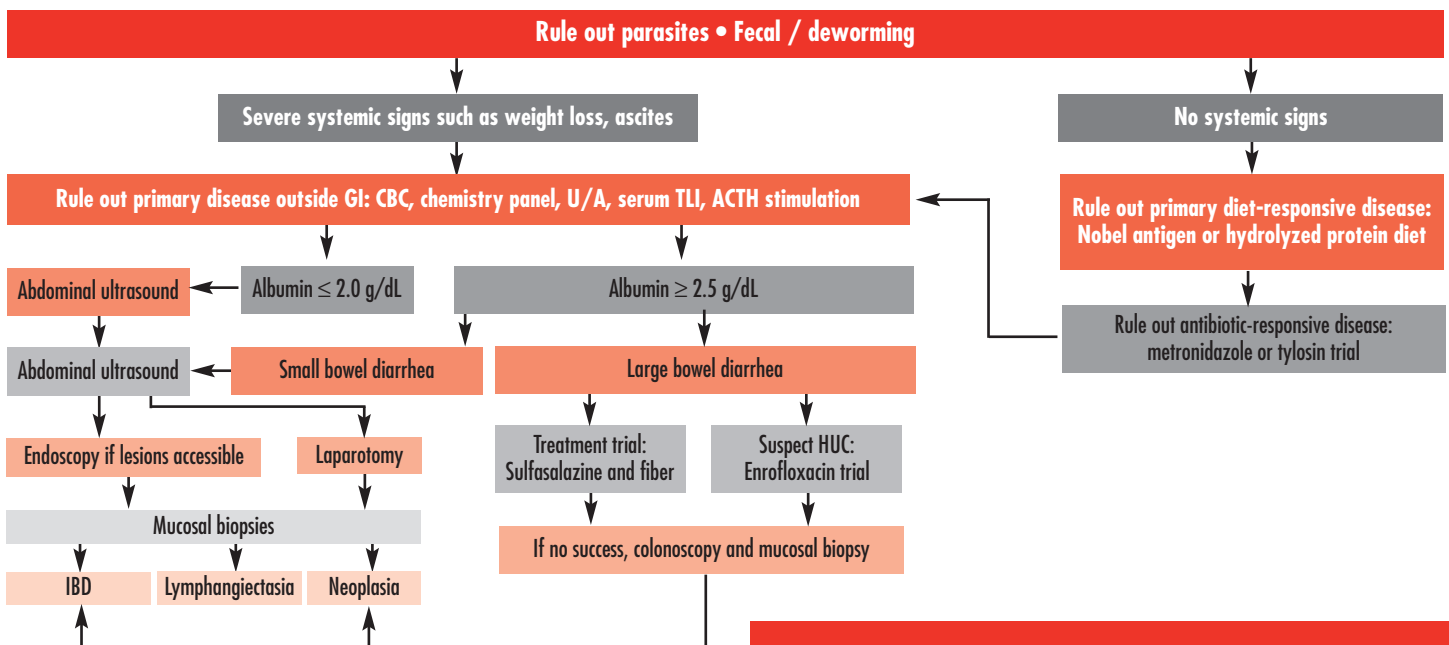 Rule out parasites • Fecal / deworming
Severe systemic signs such as weight loss, ascites
No systemic signs
Rule out primary disease outside GI: CBC, chemistry panel, U/A, serum TLI, ACTH stimulation
Rule out primary diet-responsive disease:
Nobel antigen or hydrolyzed protein diet
Abdominal ultrasound
Albumin ≤ 2.0 g/dL
Albumin ≥ 2.5 g/dL
Rule out antibiotic-responsive disease:
metronidazole or tylosin trial
Abdominal ultrasound
Small bowel diarrhea
Large bowel diarrhea
Endoscopy if lesions accessible
Laparotomy
Treatment trial:
Sulfasalazine and fiber
Suspect HUC:
Enrofloxacin trial
Mucosal biopsies
If no success, colonoscopy and mucosal biopsy
IBD
Lymphangiectasia
Neoplasia